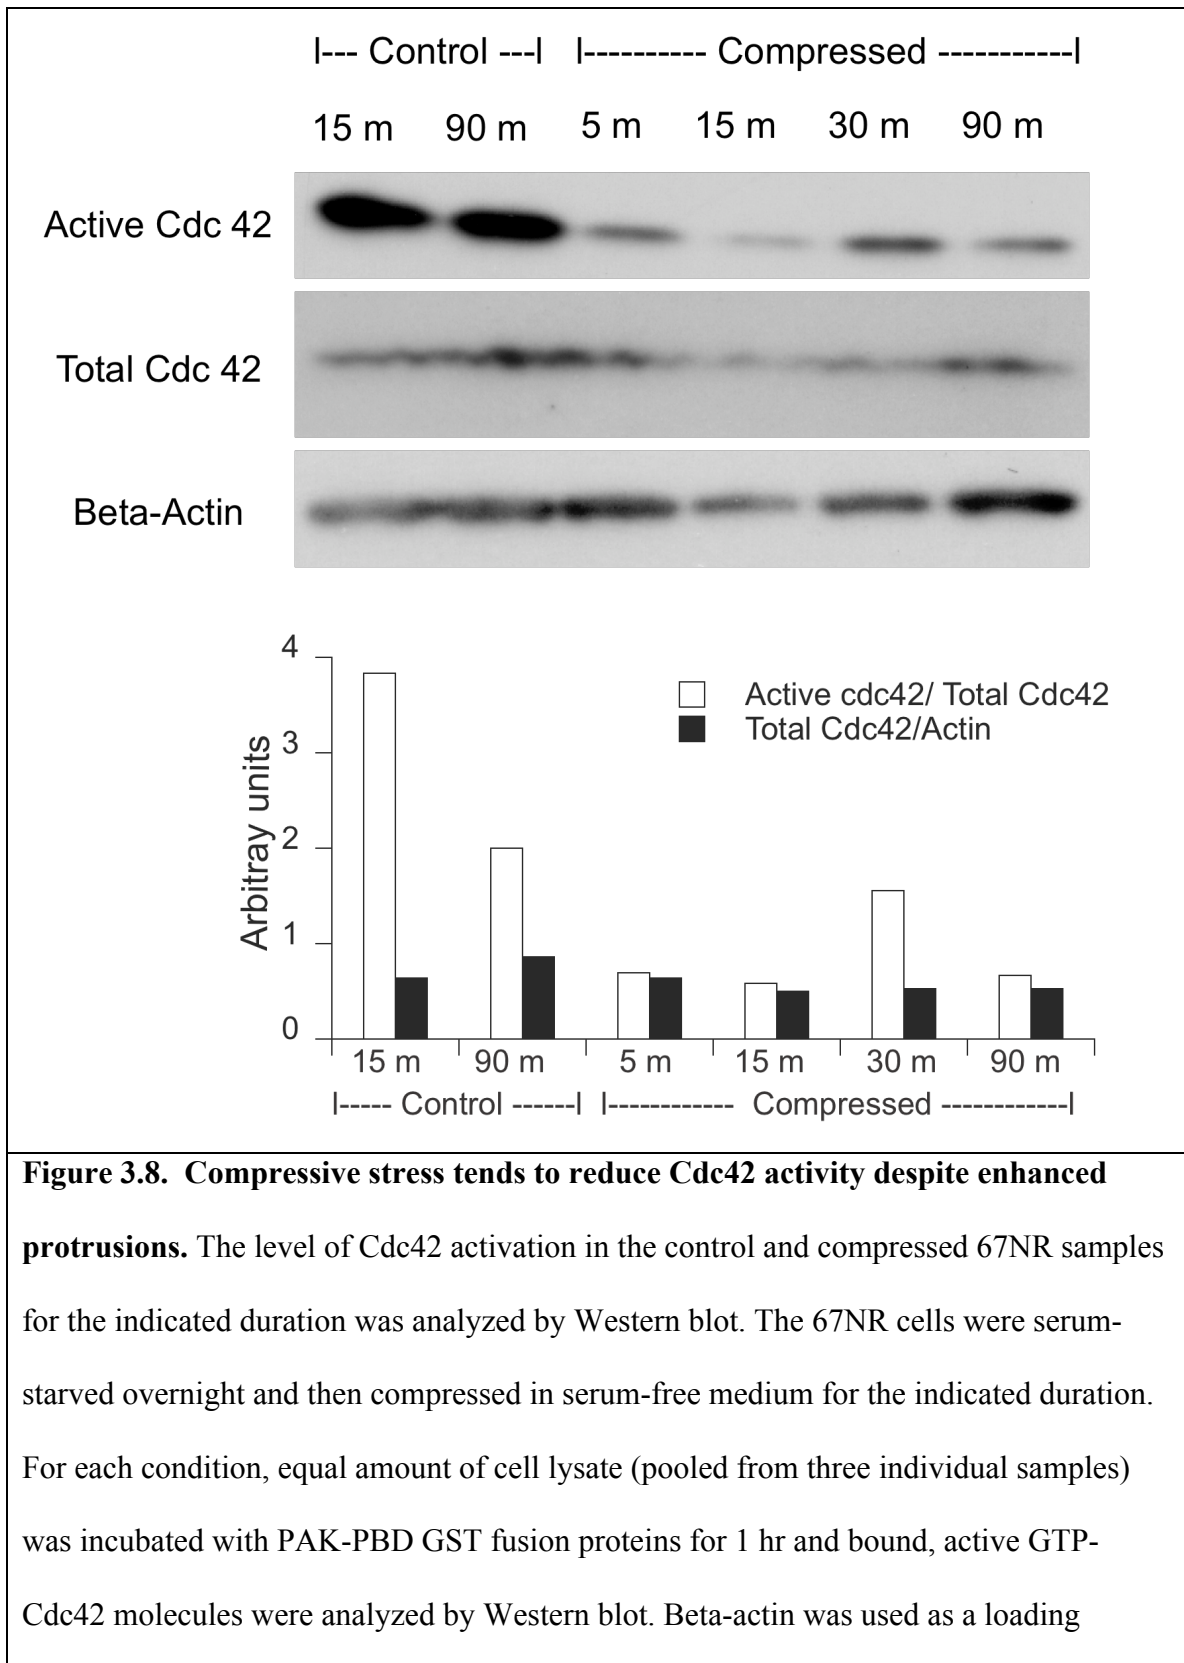 I--- Control ---I I---------- Compressed -----------I
15 m 90 m 5 m 15 m 30 m 90 m
Active Cdc 42
Total Cdc 42
Beta-Actin
4
3
2
1
0
Arbitray units
Active cdc42/ Total Cdc42
Total Cdc42/Actin
15 m 90 m 5 m 15 m 30 m 90 m
I----- Control ------I I------------ Compressed ------------I
Figure 3.8. Compressive stress tends to reduce Cdc42 activity despite enhanced
protrusions. The level of Cdc42 activation in the control and compressed 67NR samples
for the indicated duration was analyzed by Western blot. The 67NR cells were serum-
starved overnight and then compressed in serum-free medium for the indicated duration.
For each condition, equal amount of cell lysate (pooled from three individual samples)
was incubated with PAK-PBD GST fusion proteins for 1 hr and bound, active GTP-
Cdc42 molecules were analyzed by Western blot. Beta-actin was used as a loading